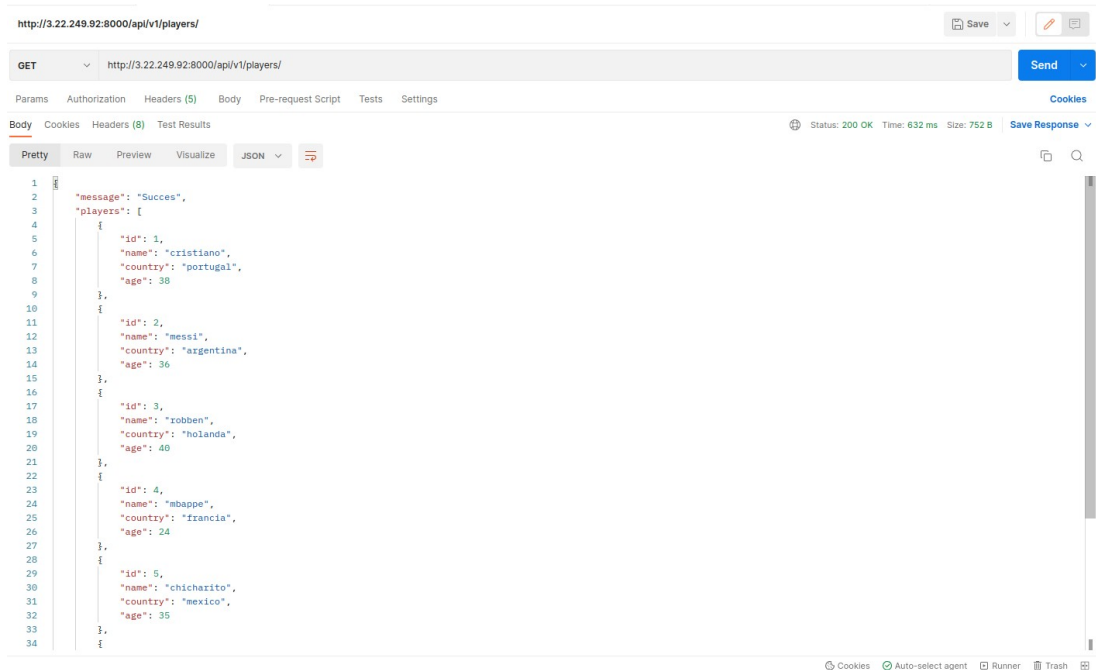 http://3.22.249.92:8000/api/v1/players/
Save
GET http://3.22.249.92:8000/api/v1/players/ Send
Params Authorization Headers (5) Body Pre-request Script Tests Settings Cookies
Body Cookies Headers (8) Test Results Status: 200 OK Time: 632 ms Size: 752 B Save Response
Pretty Raw Preview Visualize JSON
1 {
2 "message": "Succes",
3 "players": [
4 {
5 "id": 1,
6 "name": "cristiano",
7 "country": "portugal",
8 "age": 38
9 },
10 {
11 "id": 2,
12 "name": "messi",
13 "country": "argentina",
14 "age": 36
15 },
16 {
17 "id": 3,
18 "name": "robben",
19 "country": "holanda",
20 "age": 40
21 },
22 {
23 "id": 4,
24 "name": "mbappe",
25 "country": "francia",
26 "age": 24
27 },
28 {
29 "id": 5,
30 "name": "chicharito",
31 "country": "mexico",
32 "age": 35
33 },
34 {
Cookies Auto-select agent Runner Trash